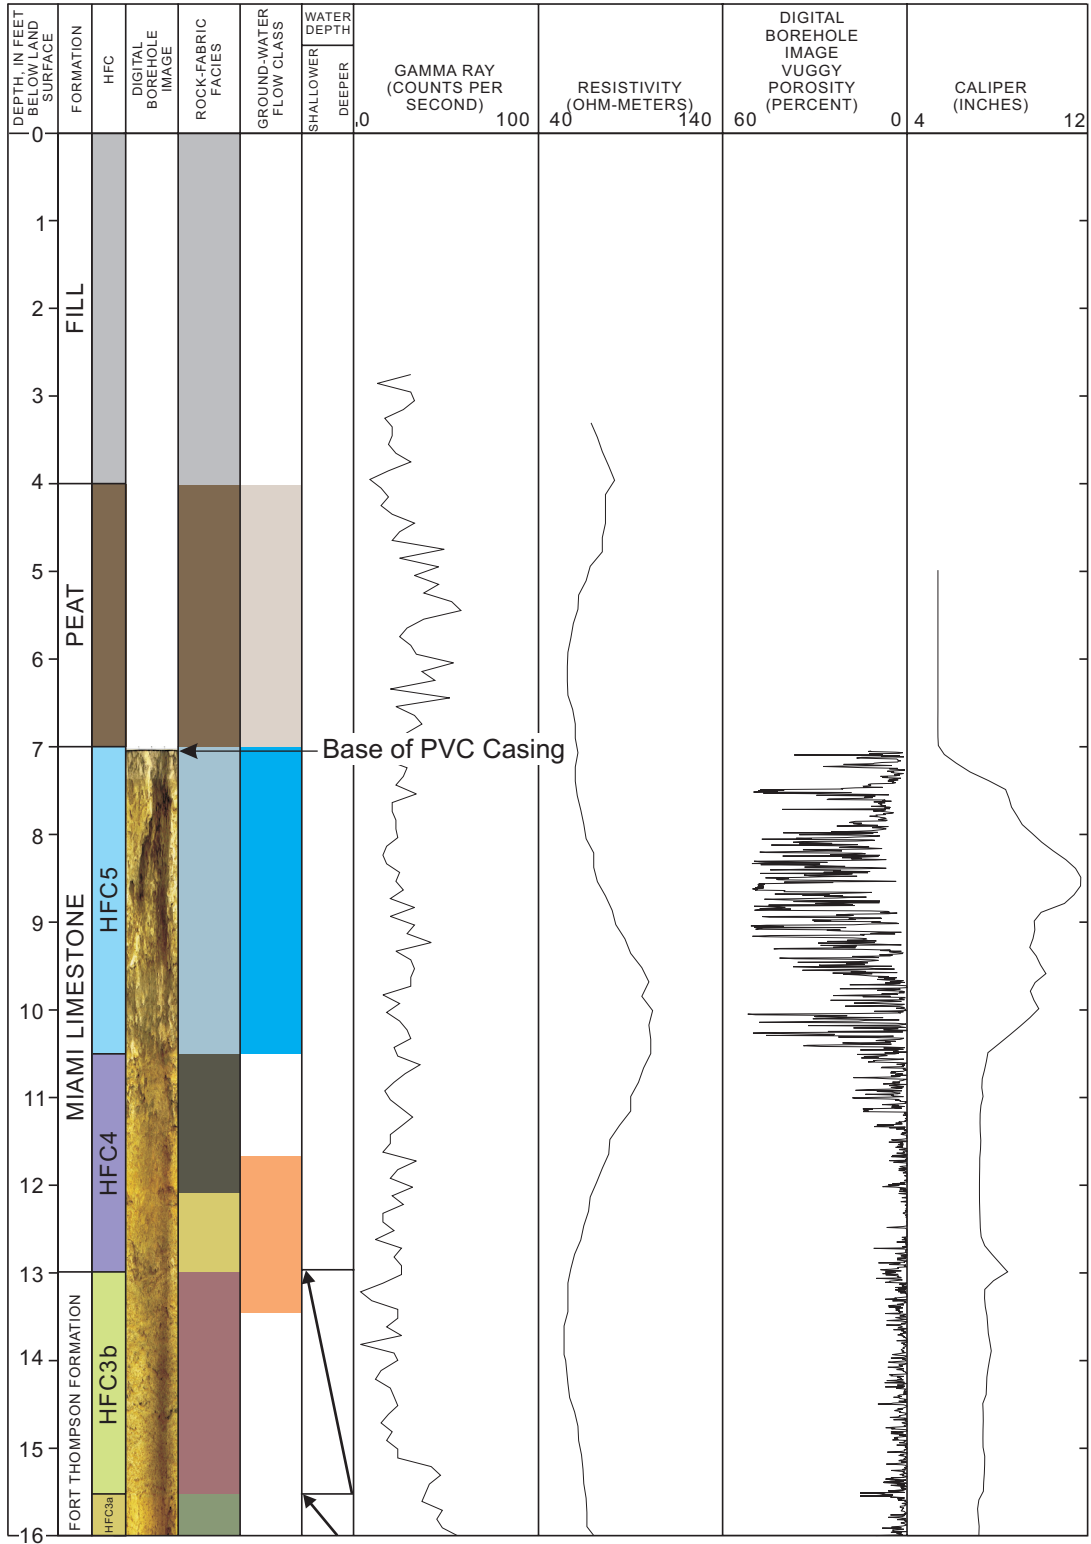 DEPTH, IN FEET
BELOW LAND
SURFACE
FORMATION
HFC
DIGITAL
BOREHOLE
IMAGE
ROCK-FABRIC
FACIES
GROUND-WATER
FLOW CLASS
WATER
DEPTH
SHALLOWER
DEEPER
GAMMA RAY
(COUNTS PER
SECOND)
0 100
RESISTIVITY
(OHM-METERS)
40 140
DIGITAL
BOREHOLE
IMAGE
VUGGY
POROSITY
(PERCENT)
60 0
CALIPER
(INCHES)
4 12
0
1
2
3
4
5
6
7
8
9
10
11
12
13
14
15
16
FILL
PEAT
MIAMI LIMESTONE
FORT THOMPSON FORMATION
HFC5
HFC4
HFC3b
HFC3a
Base of PVC Casing